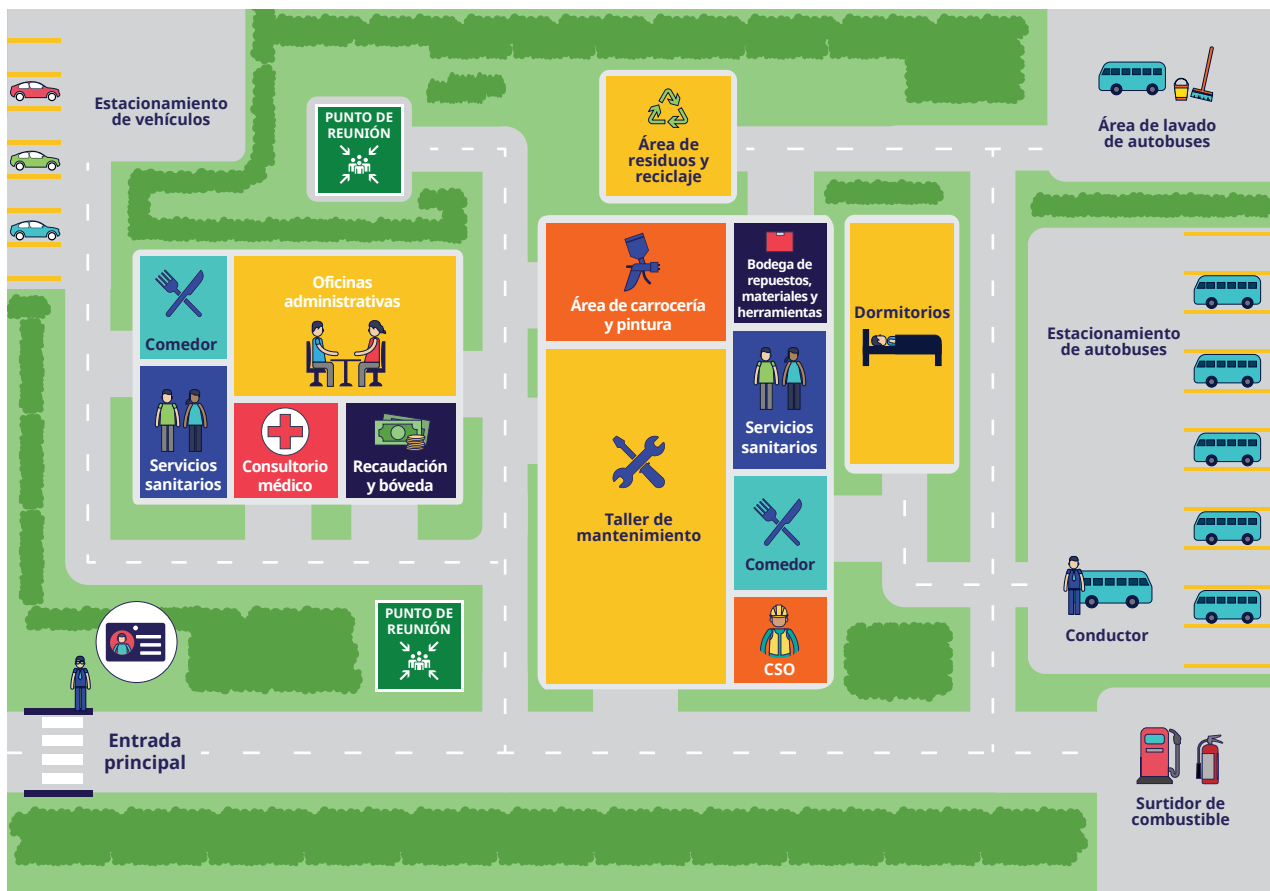 Estacionamiento
de vehículos
PUNTO DE
REUNIÓN
Área de
residuos y
reciclaje
Área de lavado
de autobuses
Comedor
Oficinas
administrativas
Servicios
sanitarios
Consultorio
médico
Recaudación
y bóveda
Área de carrocería
y pintura
Bodega de
repuestos,
materiales y
herramientas
Dormitorios
Servicios
sanitarios
Taller de
mantenimiento
Comedor
CSO
Estacionamiento
de autobuses
Conductor
PUNTO DE
REUNIÓN
Entrada
principal
Surtidor de
combustible